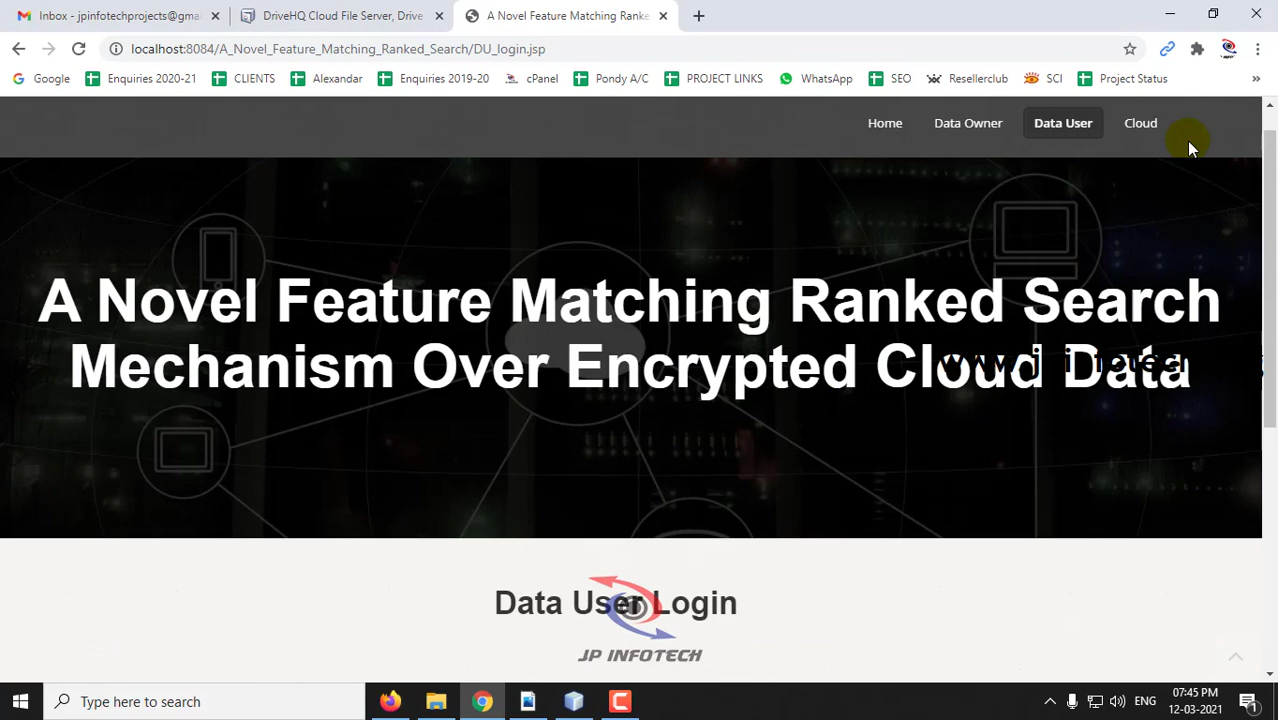 Inbox - jpinfotechprojects@gma
DriveHQ Cloud File Server, Drive
A Novel Feature Matching Ranke
localhost:8084/A_Novel_Feature_Matching_Ranked_Search/DU_login.jsp
Google
Enquiries 2020-21
CLIENTS
Alexandar
Enquiries 2019-20
cPanel
Pondy A/C
PROJECT LINKS
WhatsApp
SEO
Resellerclub
SCI
Project Status
Home
Data Owner
Data User
Cloud
A Novel Feature Matching Ranked Search
Mechanism Over Encrypted Cloud Data
Data User Login
JP INFOTECH
Type here to search
ENG
07:45 PM
12-03-2021